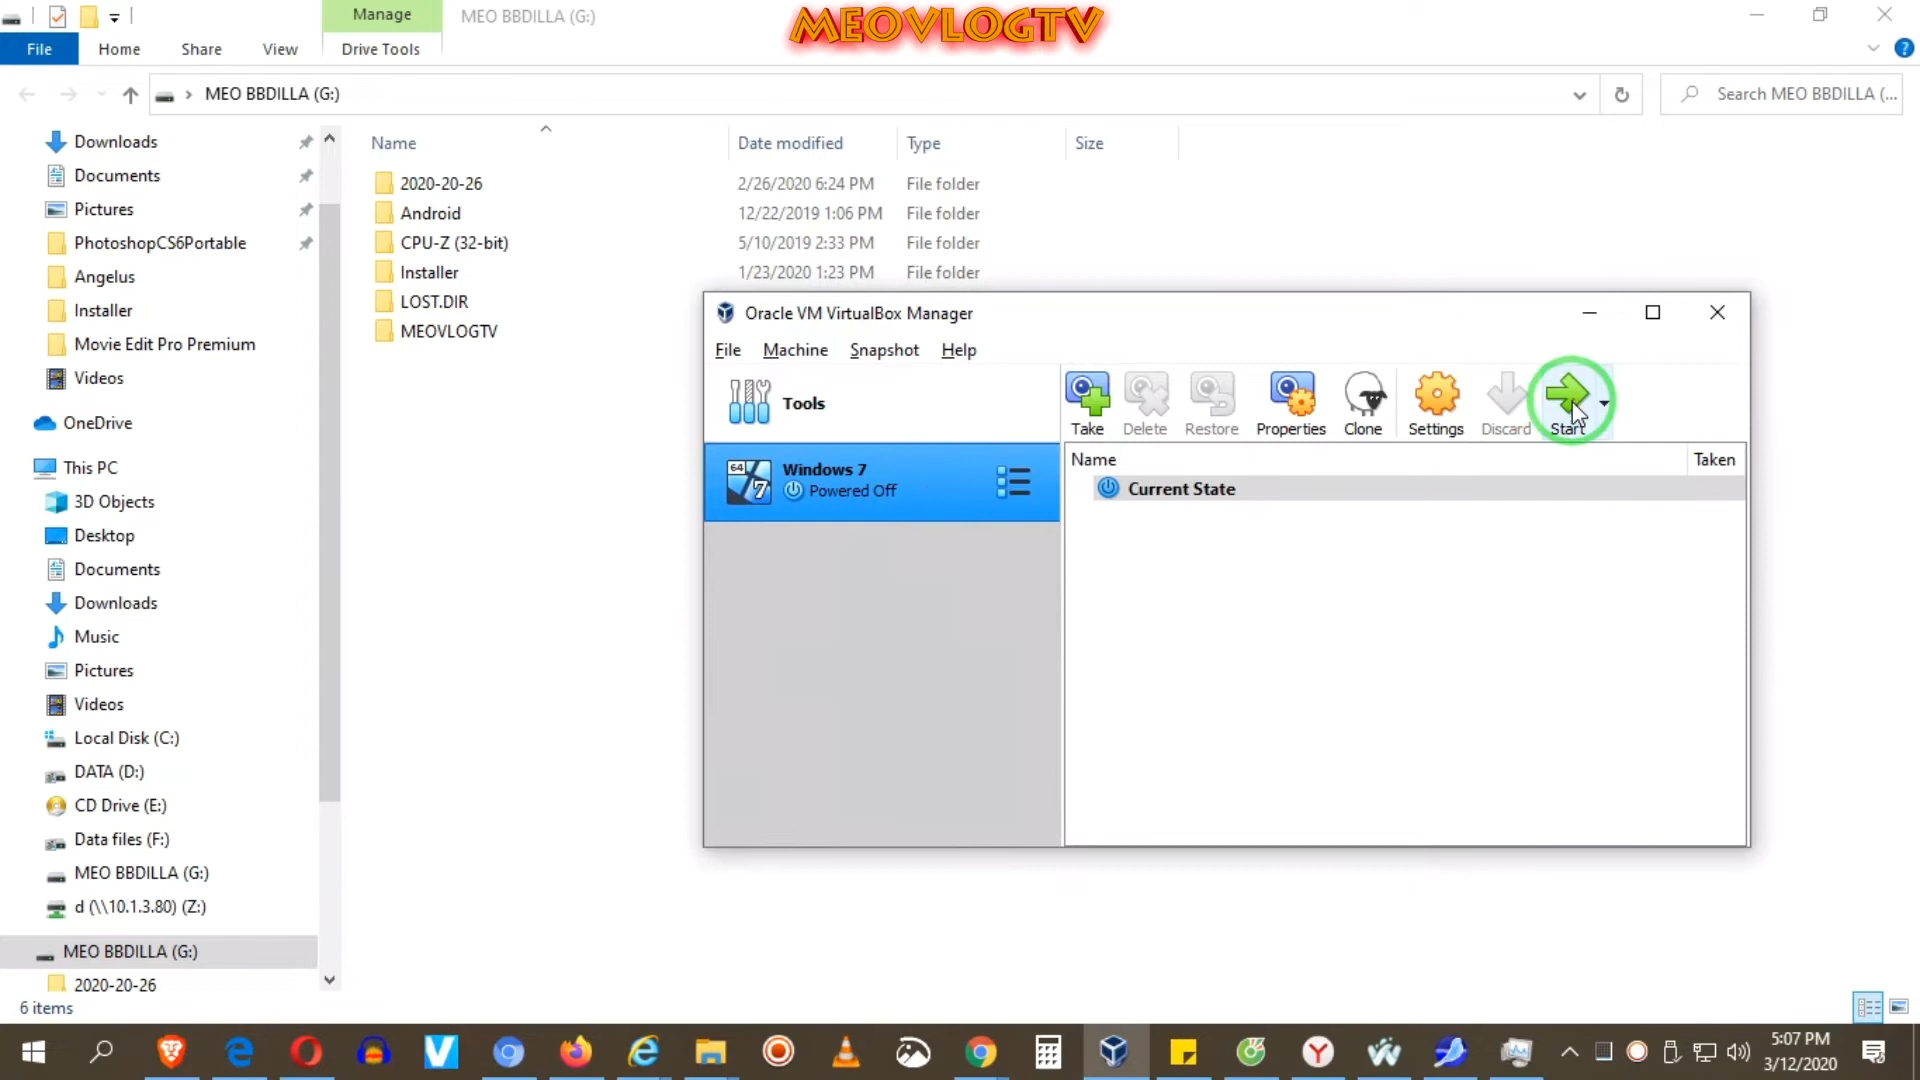 Manage
MEO BBDILLA (G:)
MEOVLOGTV
File
Home
Share
View
Drive Tools
?
MEO BBDILLA (G:)
Search MEO BBDILLA (...
Downloads
Documents
Pictures
PhotoshopCS6Portable
Angelus
Installer
Movie Edit Pro Premium
Videos
OneDrive
This PC
3D Objects
Desktop
Documents
Downloads
Music
Pictures
Videos
Local Disk (C:)
DATA (D:)
CD Drive (E:)
Data files (F:)
MEO BBDILLA (G:)
d (\\10.1.3.80) (Z:)
MEO BBDILLA (G:)
2020-20-26
6 items
Name
Date modified
Type
Size
2020-20-26 2/26/2020 6:24 PM File folder
Android 12/22/2019 1:06 PM File folder
CPU-Z (32-bit) 5/10/2019 2:33 PM File folder
Installer 1/23/2020 1:23 PM File folder
LOST.DIR
MEOVLOGTV
Oracle VM VirtualBox Manager
File Machine Snapshot Help
Tools
Take Delete Restore Properties Clone Settings Discard Start
64
7
Windows 7
Powered Off
Name
Taken
Current State
5:07 PM
3/12/2020